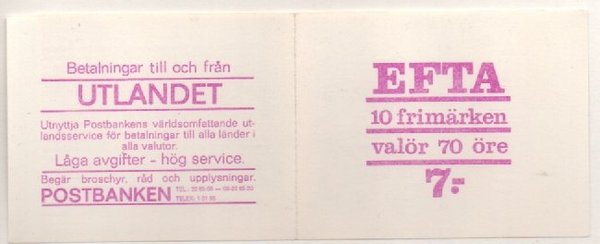 Betalningar till och från
UTLANDET
Utnyttja Postbankens världsomfattande ut-
landsservice för betalningar till alla länder i
alla valutor.
Låga avgifter - hög service.
Begär broschyr, råd och upplysningar.
POSTBANKEN
EFTA
10 frimärken
valör 70 öre
7:-